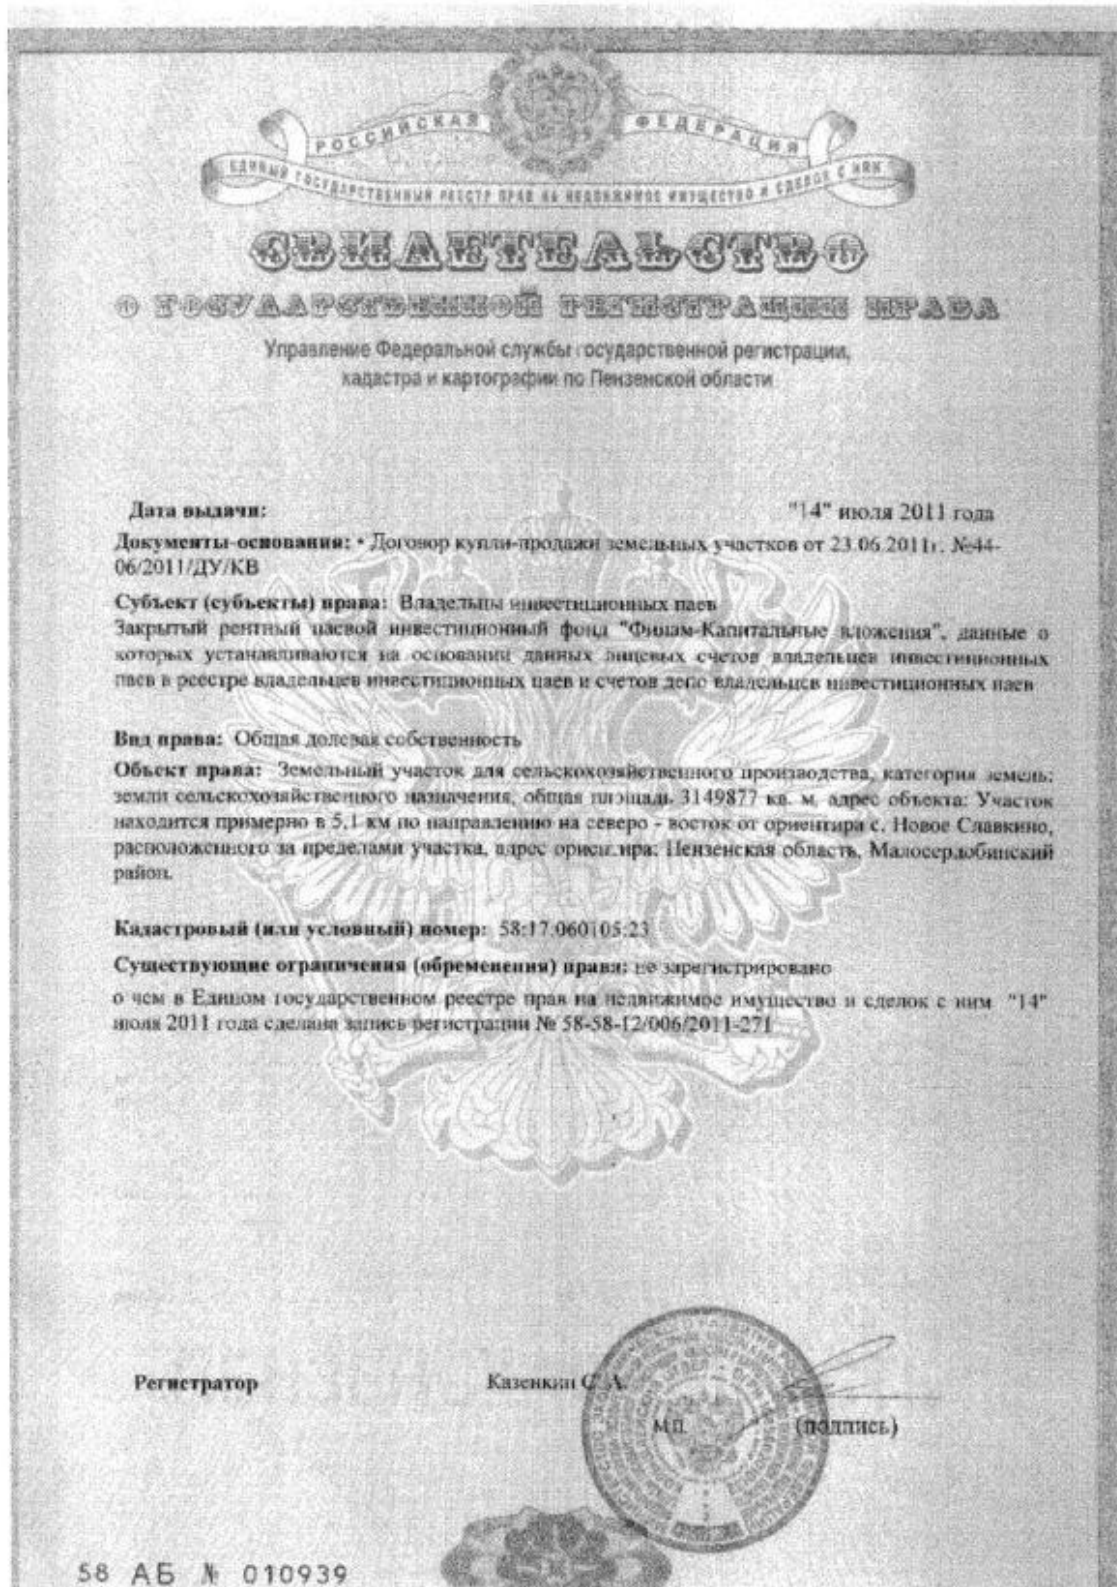 РОССИЙСКАЯ ФЕДЕРАЦИЯ
ЕДИНЫЙ ГОСУДАРСТВЕННЫЙ РЕЕСТР ПРАВ НА НЕДВИЖИМОЕ ИМУЩЕСТВО И СДЕЛОК С НИМ
СВИДЕТЕЛЬСТВО
О ГОСУДАРСТВЕННОЙ РЕГИСТРАЦИИ ПРАВА
Управление Федеральной службы государственной регистрации,
кадастра и картографии по Пензенской области
Дата выдачи: "14" июля 2011 года
Документы-основания: • Договор купли-продажи земельных участков от 23.06.2011г. №44-
06/2011/ДУ/КВ
Субъект (субъекты) права: Владельцы инвестиционных паев
Закрытый рентный паевой инвестиционный фонд "Финам-Капитальные вложения", данные о
которых устанавливаются на основании данных лицевых счетов владельцев инвестиционных
паев в реестре владельцев инвестиционных паев и счетов депо владельцев инвестиционных паев
Вид права: Общая долевая собственность
Объект права: Земельный участок для сельскохозяйственного производства, категория земель:
земли сельскохозяйственного назначения, общая площадь 3149877 кв. м, адрес объекта: Участок
находится примерно в 5,1 км по направлению на северо - восток от ориентира с. Новое Славкино,
расположенного за пределами участка, адрес ориентира: Пензенская область, Малосердобинский
район.
Кадастровый (или условный) номер: 58:17:060105:23
Существующие ограничения (обременения) права: не зарегистрировано
о чем в Едином государственном реестре прав на недвижимое имущество и сделок с ним "14"
июля 2011 года сделана запись регистрации № 58-58-12/006/2011-271
Регистратор Казенкин С. А.
М.П. (подпись)
58 АБ № 010939